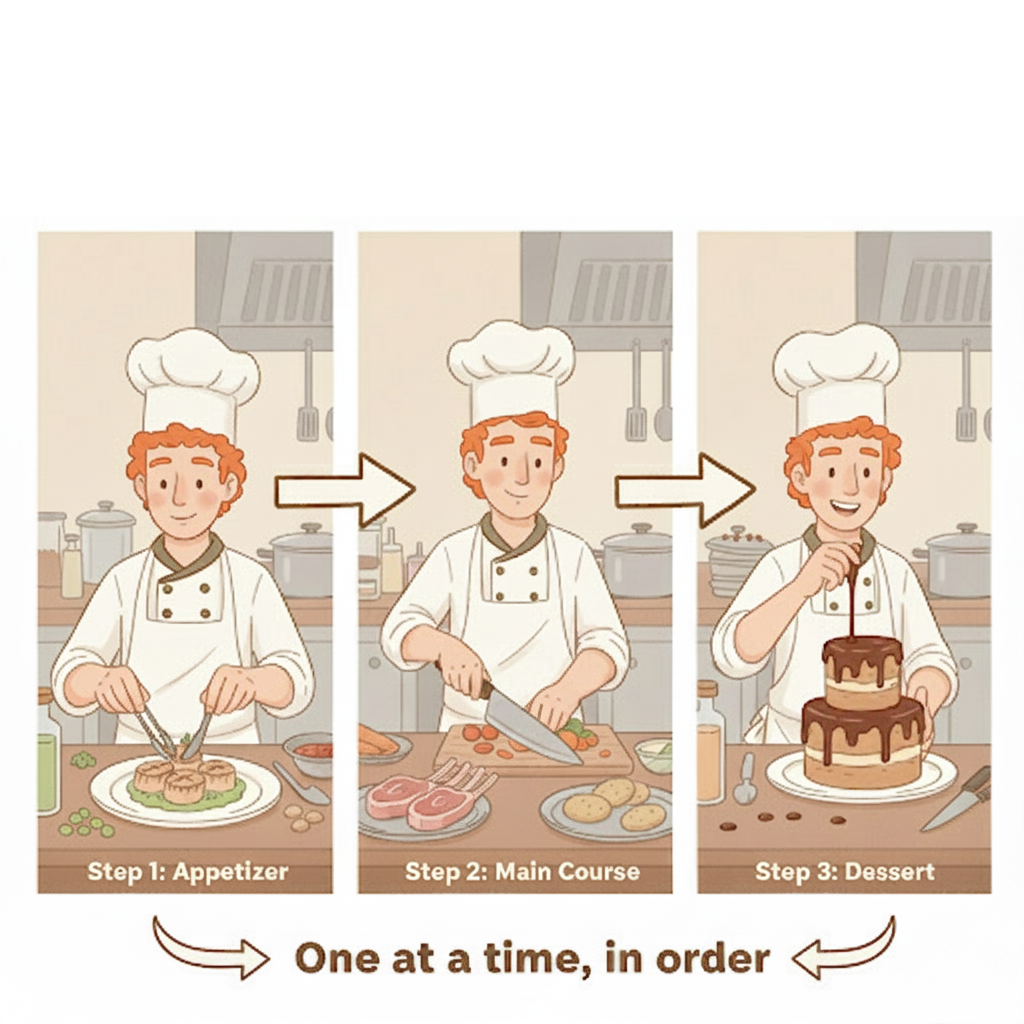 Step 1: Appetizer
Step 2: Main Course
Step 3: Dessert
One at a time, in order